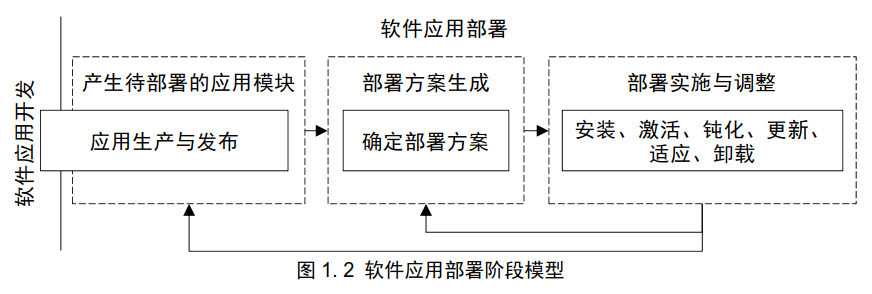 软件应用部署
软件应用开发
产生待部署的应用模块
应用生产与发布
部署方案生成
确定部署方案
部署实施与调整
安装、激活、钝化、更新、
适应、卸载
图 1.2 软件应用部署阶段模型